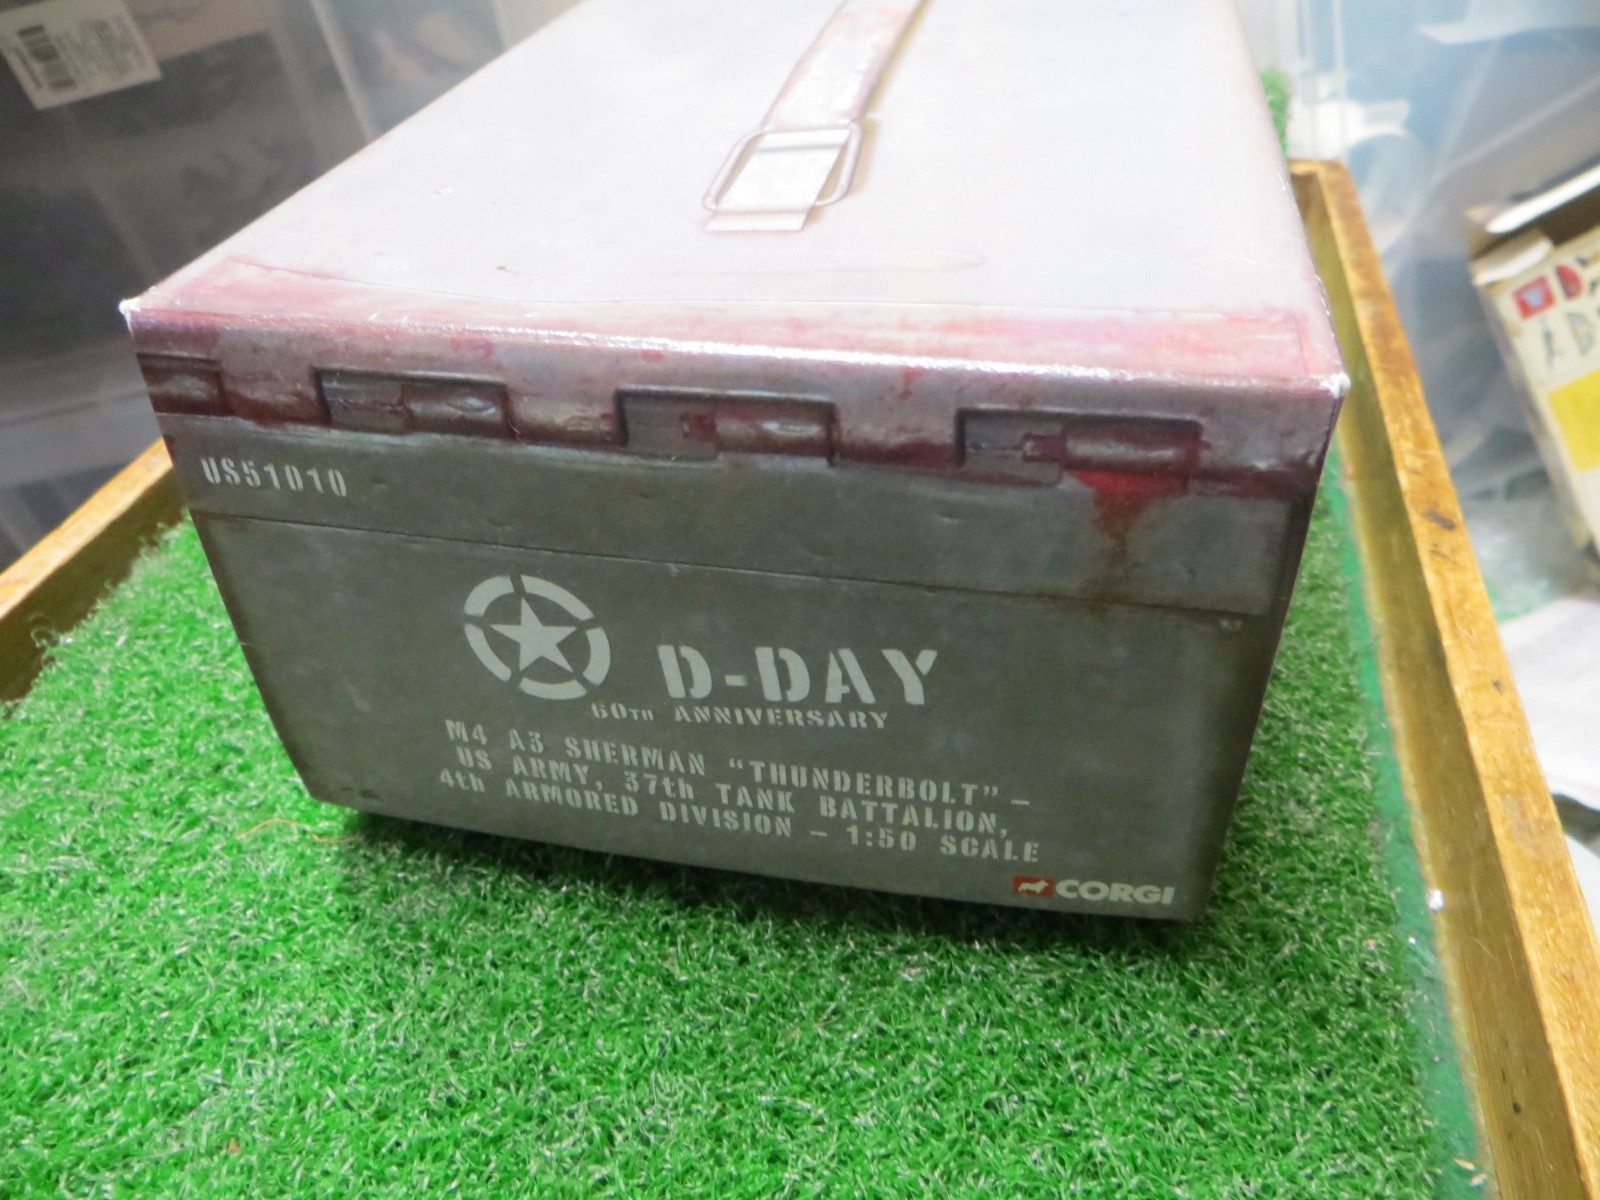 US51010
D-DAY
60TH ANNIVERSARY
M4 A3 SHERMAN "THUNDERBOLT" –
US ARMY, 37th TANK BATTALION,
4th ARMORED DIVISION – 1:50 SCALE
CORGI